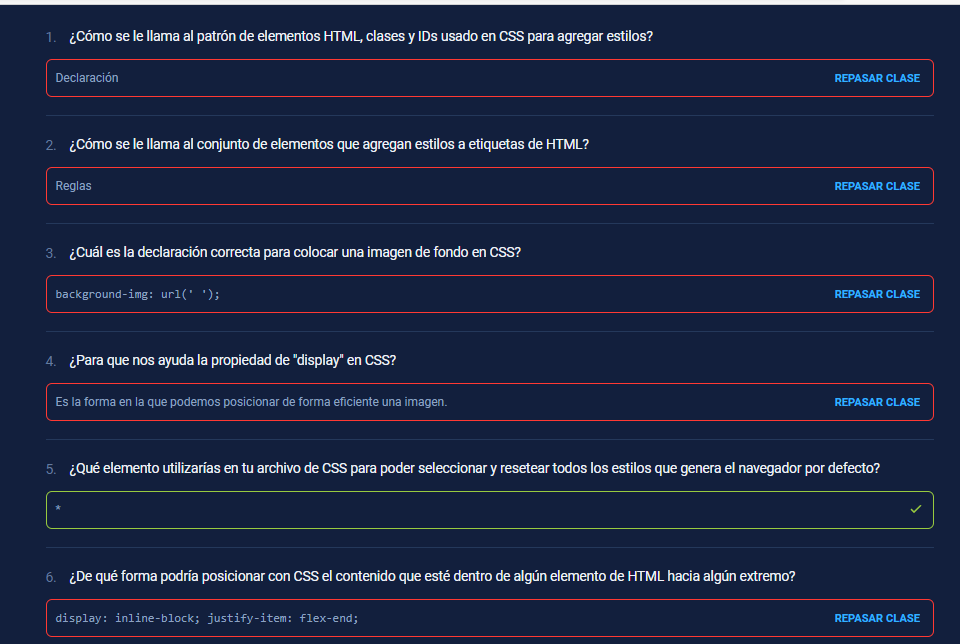 1. ¿Cómo se le llama al patrón de elementos HTML, clases y IDs usado en CSS para agregar estilos?
Declaración REPASAR CLASE
2. ¿Cómo se le llama al conjunto de elementos que agregan estilos a etiquetas de HTML?
Reglas REPASAR CLASE
3. ¿Cuál es la declaración correcta para colocar una imagen de fondo en CSS?
background-img: url(' '); REPASAR CLASE
4. ¿Para que nos ayuda la propiedad de "display" en CSS?
Es la forma en la que podemos posicionar de forma eficiente una imagen. REPASAR CLASE
5. ¿Qué elemento utilizarías en tu archivo de CSS para poder seleccionar y resetear todos los estilos que genera el navegador por defecto?
*
6. ¿De qué forma podría posicionar con CSS el contenido que esté dentro de algún elemento de HTML hacia algún extremo?
display: inline-block; justify-item: flex-end; REPASAR CLASE